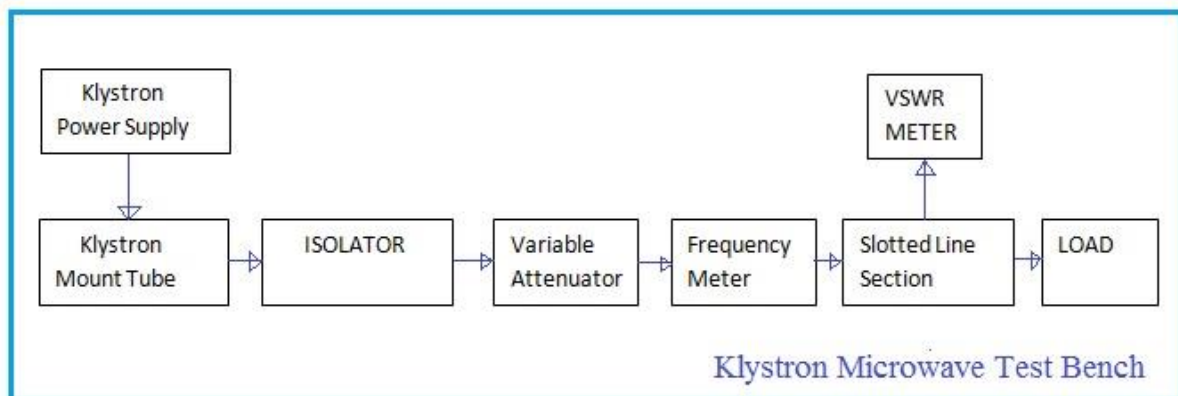 Klystron
Power Supply
VSWR
METER
Klystron
Mount Tube
ISOLATOR
Variable
Attenuator
Frequency
Meter
Slotted Line
Section
LOAD
Klystron Microwave Test Bench